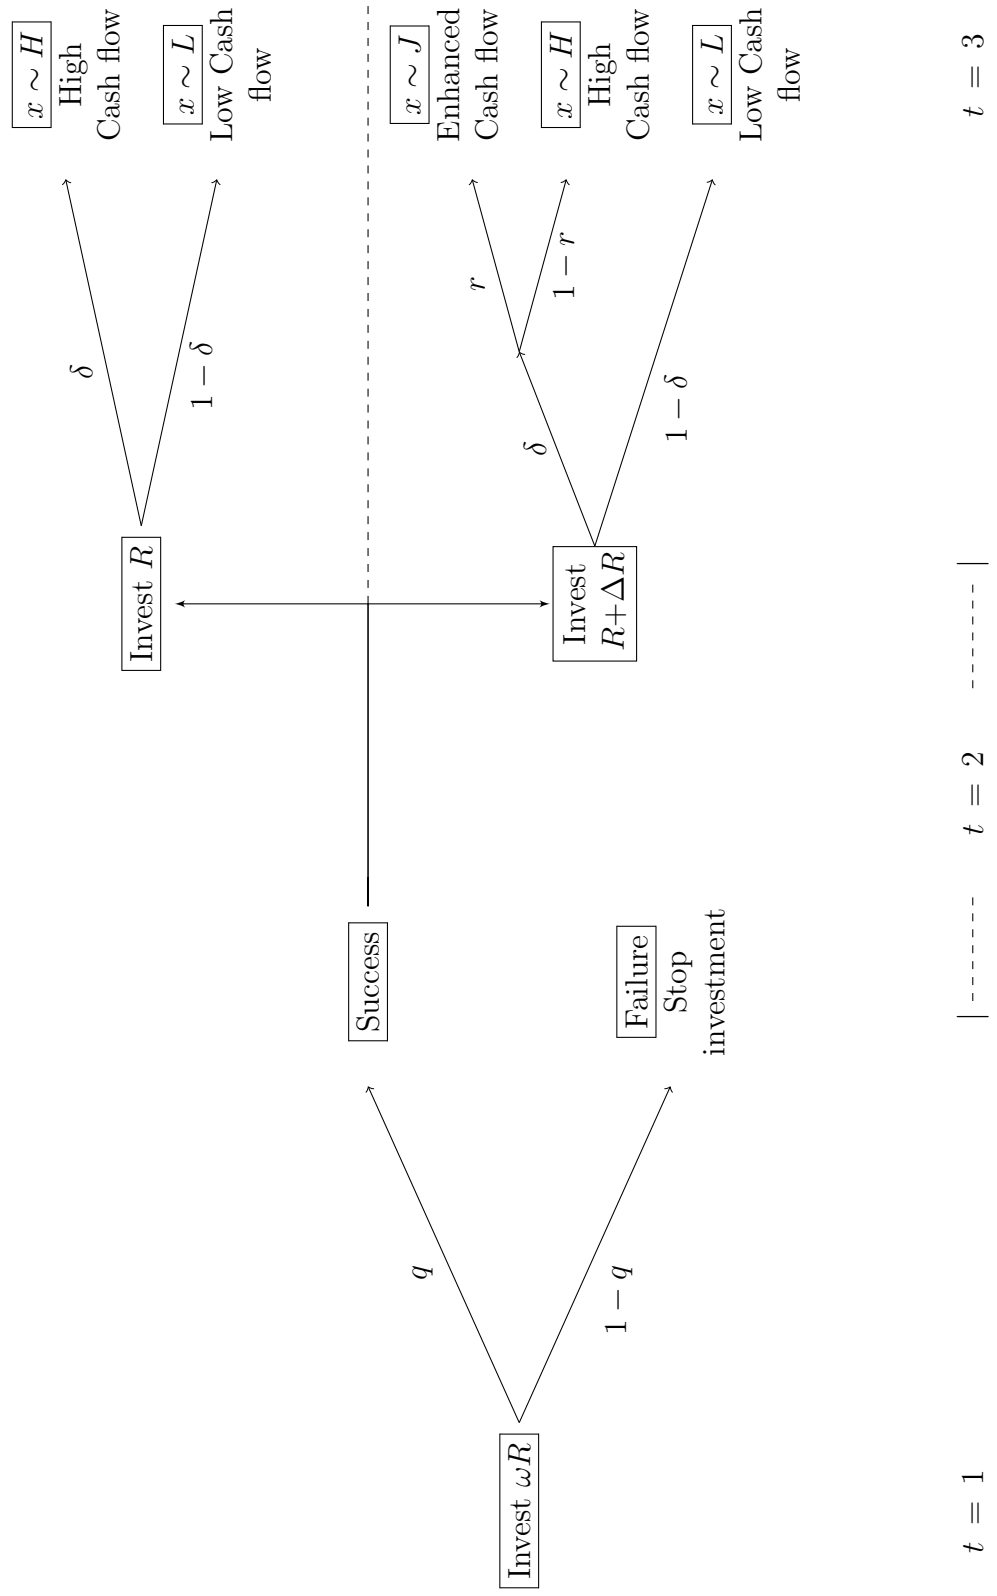 Invest ωR
q
1 − q
Success
Failure
Stop
investment
Invest R
δ
1 − δ
x ∼ H
High
Cash flow
x ∼ L
Low Cash
flow
Invest
R+ΔR
δ
1 − δ
r
1 − r
x ∼ J
Enhanced
Cash flow
x ∼ H
High
Cash flow
x ∼ L
Low Cash
flow
t = 1
|------- t = 2 -------|
t = 3